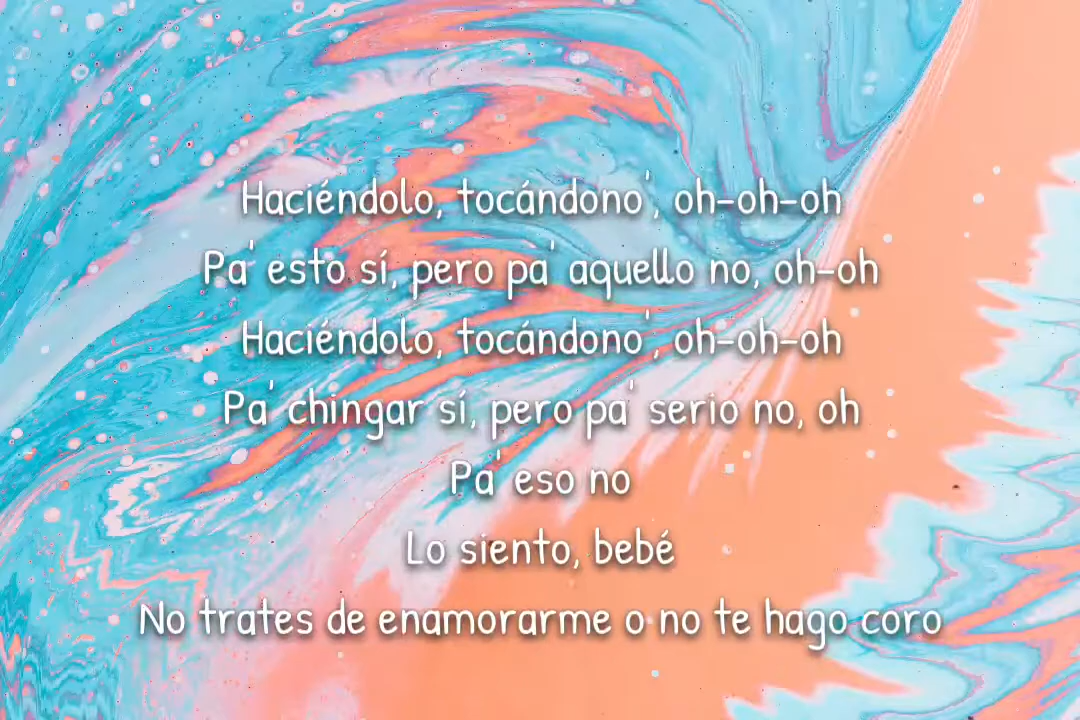 Haciéndolo, tocándono', oh-oh-oh
Pa' esto sí, pero pa' aquello no, oh-oh
Haciéndolo, tocándono', oh-oh-oh
Pa' chingar sí, pero pa' serio no, oh
Pa' eso no
Lo siento, bebé
No trates de enamorarme o no te hago coro